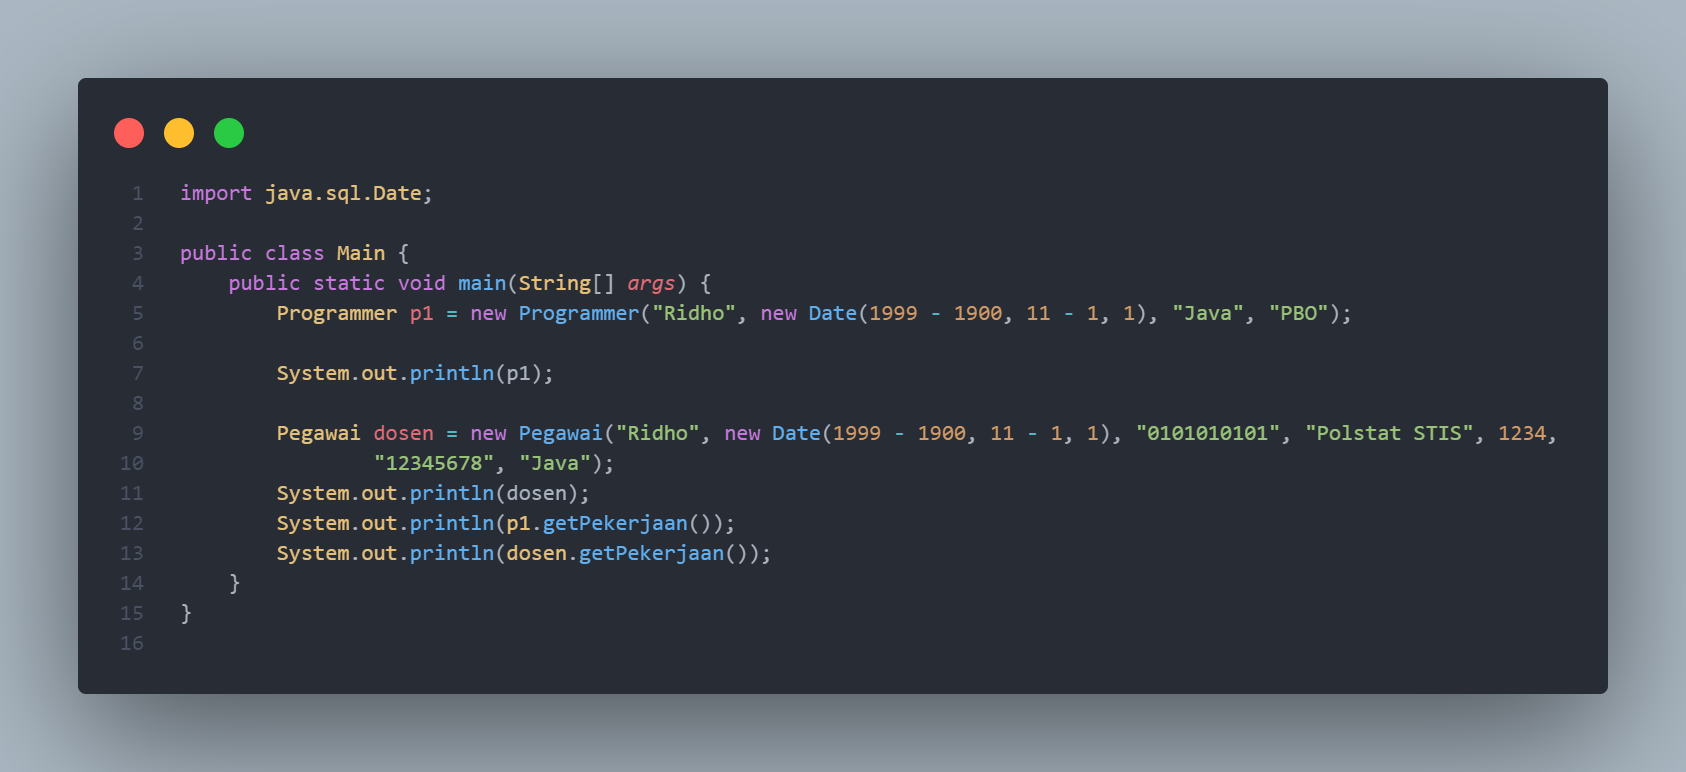 1 import java.sql.Date;
2
3 public class Main {
4     public static void main(String[] args) {
5         Programmer p1 = new Programmer("Ridho", new Date(1999 - 1900, 11 - 1, 1), "Java", "PBO");
6
7         System.out.println(p1);
8
9         Pegawai dosen = new Pegawai("Ridho", new Date(1999 - 1900, 11 - 1, 1), "0101010101", "Polstat STIS", 1234,
10                 "12345678", "Java");
11         System.out.println(dosen);
12         System.out.println(p1.getPekerjaan());
13         System.out.println(dosen.getPekerjaan());
14     }
15 }
16